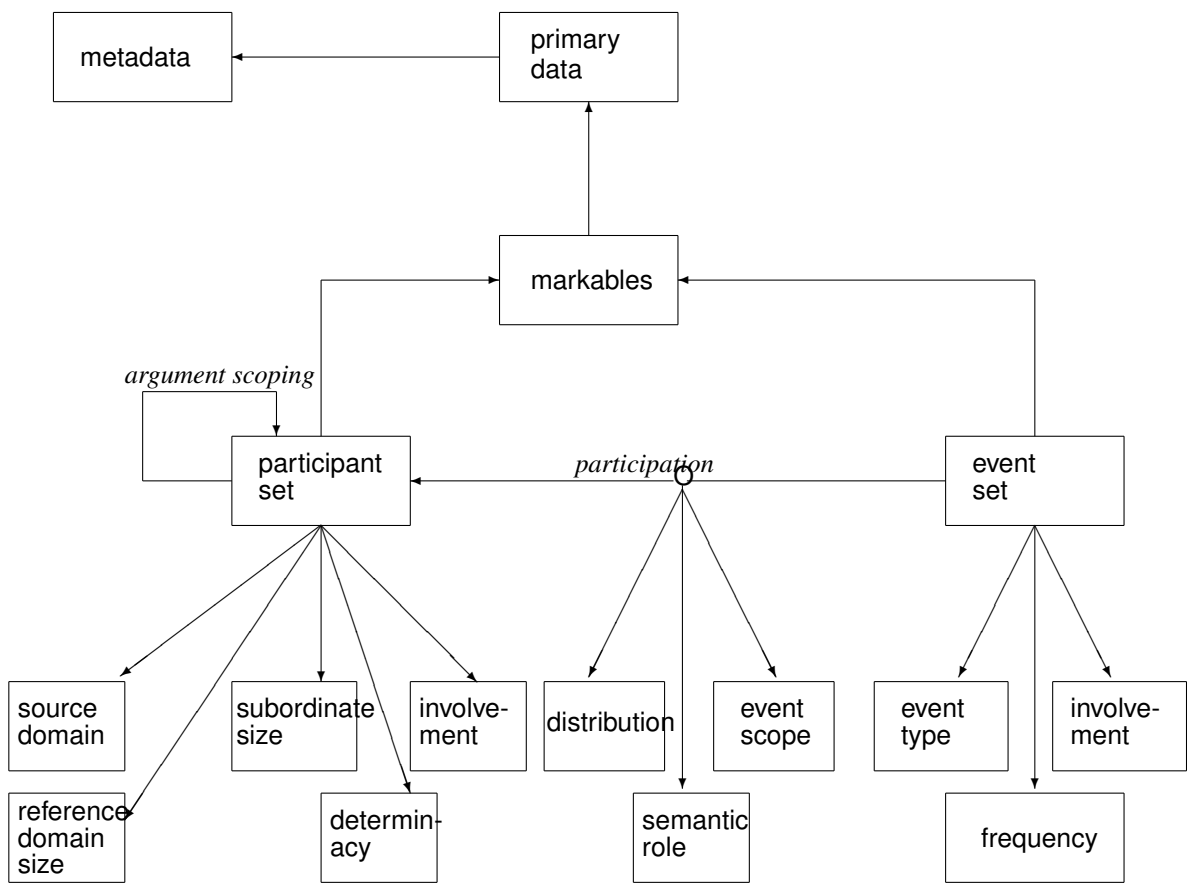 metadata
primary
data
markables
argument scoping
participant
set
participation
event
set
source
domain
subordinate
size
involve-
ment
distribution
event
scope
event
type
involve-
ment
reference
domain
size
determin-
acy
semantic
role
frequency